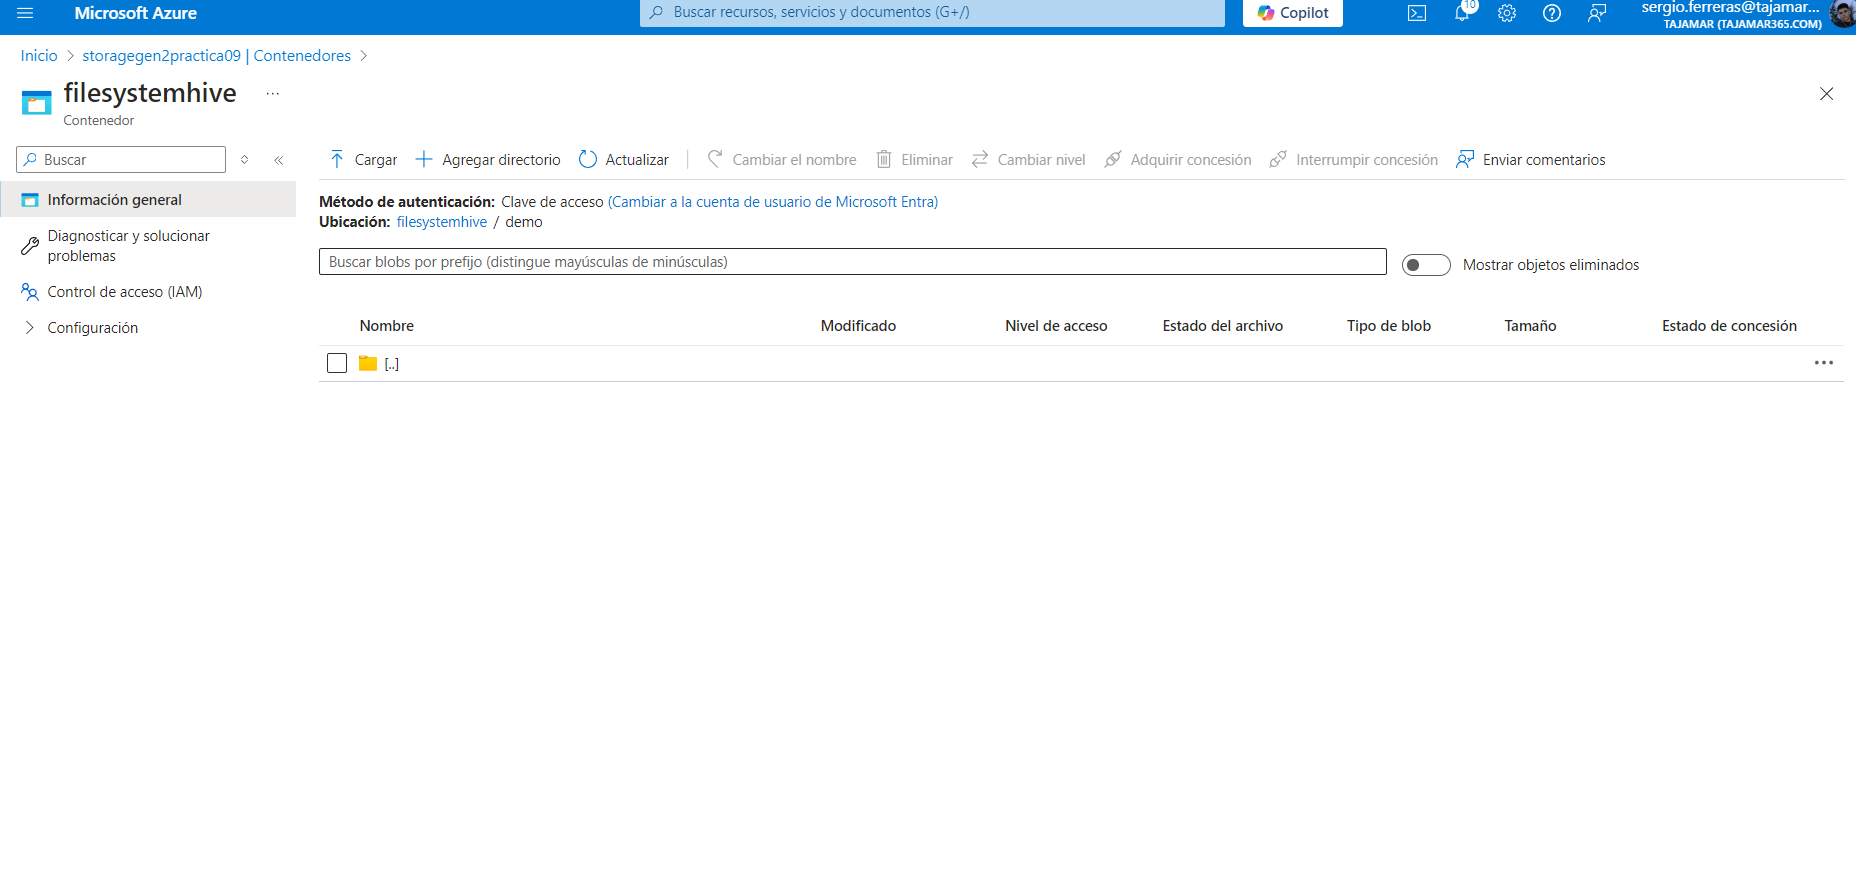 Microsoft Azure
Buscar recursos, servicios y documentos (G+/)
Copilot
10
sergio.ferreras@tajamar...
TAJAMAR (TAJAMAR365.COM)
Inicio > storagegen2practica09 | Contenedores >
filesystemhive ...
Contenedor
Buscar
Cargar
Agregar directorio
Actualizar
Cambiar el nombre
Eliminar
Cambiar nivel
Adquirir concesión
Interrumpir concesión
Enviar comentarios
Información general
Diagnosticar y solucionar
problemas
Control de acceso (IAM)
Configuración
Método de autenticación: Clave de acceso (Cambiar a la cuenta de usuario de Microsoft Entra)
Ubicación: filesystemhive / demo
Buscar blobs por prefijo (distingue mayúsculas de minúsculas)
Mostrar objetos eliminados
Nombre Modificado Nivel de acceso Estado del archivo Tipo de blob Tamaño Estado de concesión
[..]